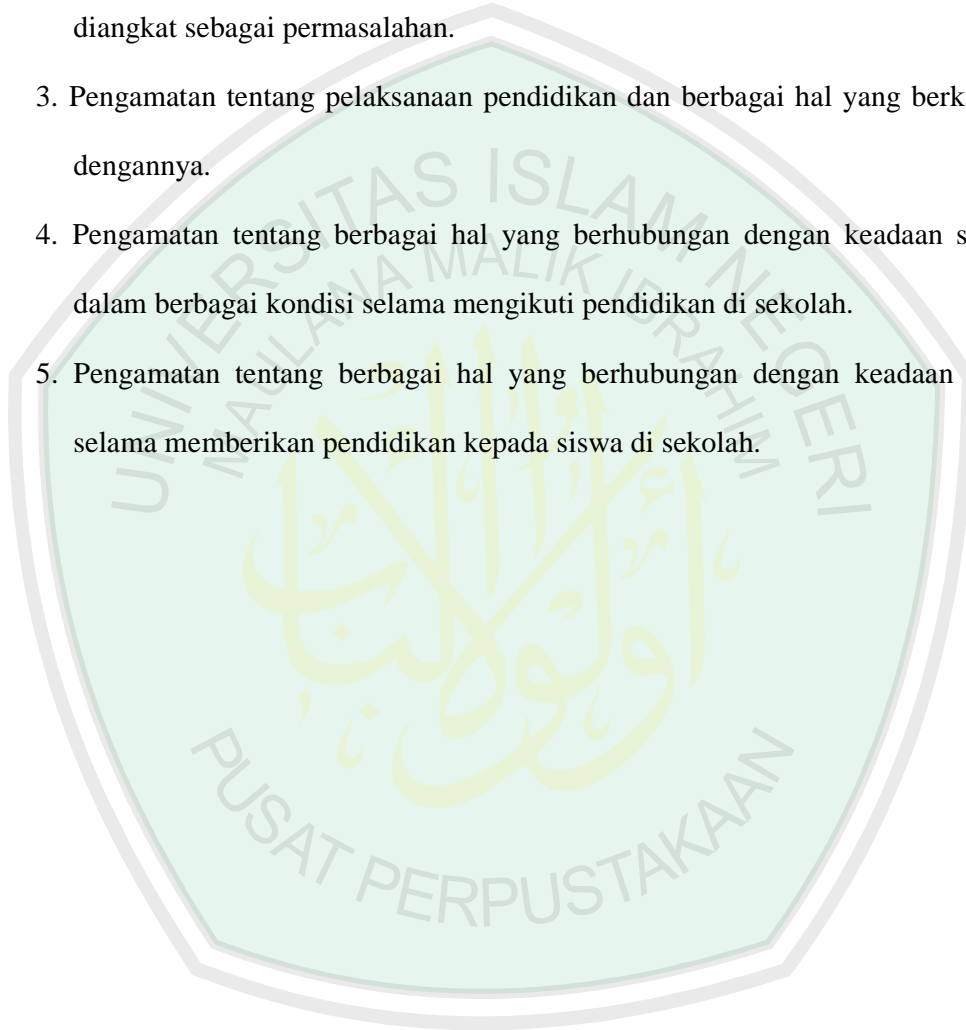 diangkat sebagai permasalahan.
3. Pengamatan tentang pelaksanaan pendidikan dan berbagai hal yang berk
dengannya.
4. Pengamatan tentang berbagai hal yang berhubungan dengan keadaan s
dalam berbagai kondisi selama mengikuti pendidikan di sekolah.
5. Pengamatan tentang berbagai hal yang berhubungan dengan keadaan
selama memberikan pendidikan kepada siswa di sekolah.
UNIVERSITAS ISLAM NEGERI
MAULANA MALIK IBRAHIM
أولوا الألباب
PUSAT PERPUSTAKAAN